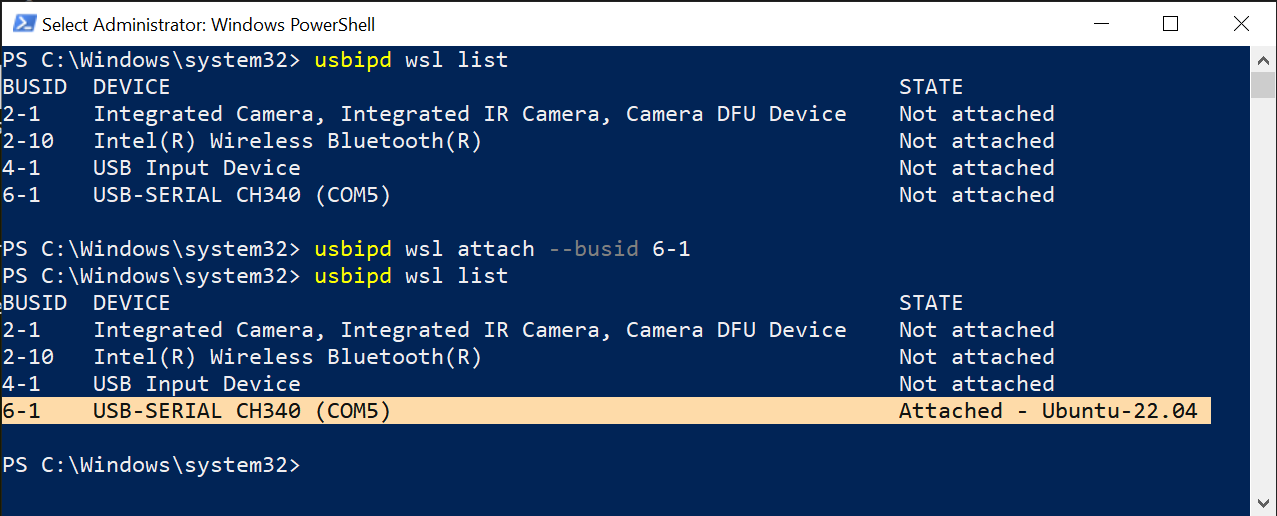 Select Administrator: Windows PowerShell
PS C:\Windows\system32> usbipd wsl list
BUSID  DEVICE                                                        STATE
2-1    Integrated Camera, Integrated IR Camera, Camera DFU Device    Not attached
2-10   Intel(R) Wireless Bluetooth(R)                                Not attached
4-1    USB Input Device                                              Not attached
6-1    USB-SERIAL CH340 (COM5)                                       Not attached
PS C:\Windows\system32> usbipd wsl attach --busid 6-1
PS C:\Windows\system32> usbipd wsl list
BUSID  DEVICE                                                        STATE
2-1    Integrated Camera, Integrated IR Camera, Camera DFU Device    Not attached
2-10   Intel(R) Wireless Bluetooth(R)                                Not attached
4-1    USB Input Device                                              Not attached
6-1    USB-SERIAL CH340 (COM5)                                       Attached - Ubuntu-22.04
PS C:\Windows\system32>